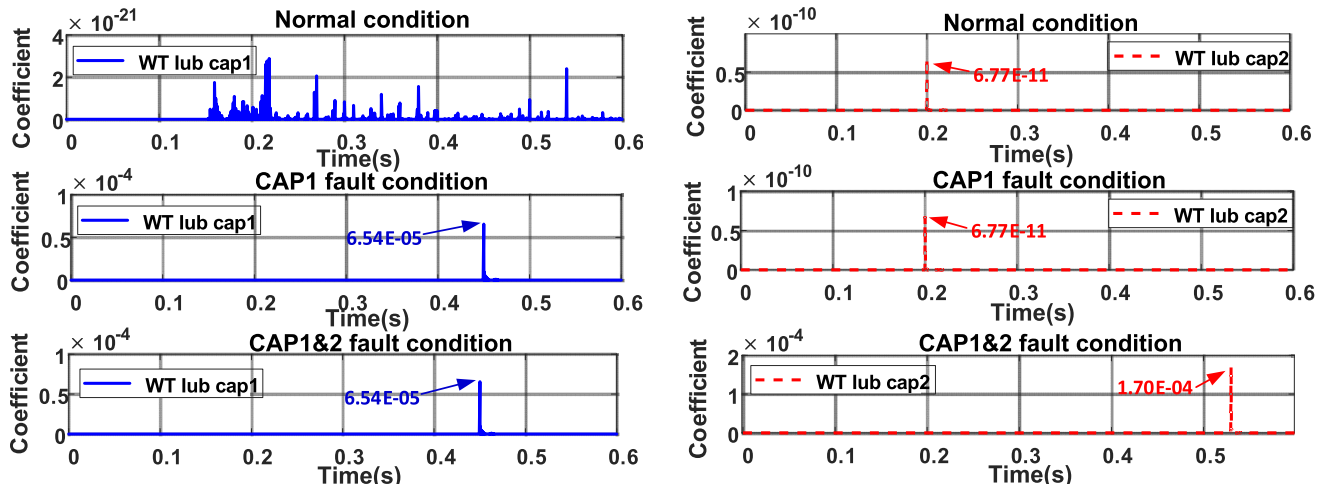 Normal condition
× 10^-21
4
2
0
Coefficient
WT lub cap1
0 0.1 0.2 0.3 0.4 0.5 0.6
Time(s)
Normal condition
× 10^-10
0.5
0
Coefficient
WT lub cap2
6.77E-11
0 0.1 0.2 0.3 0.4 0.5 0.6
Time(s)
CAP1 fault condition
× 10^-4
1
0.5
0
Coefficient
WT lub cap1
6.54E-05
0 0.1 0.2 0.3 0.4 0.5 0.6
Time(s)
CAP1 fault condition
× 10^-10
1
0.5
0
Coefficient
WT lub cap2
6.77E-11
0 0.1 0.2 0.3 0.4 0.5 0.6
Time(s)
CAP1&2 fault condition
× 10^-4
1
0.5
0
Coefficient
WT lub cap1
6.54E-05
0 0.1 0.2 0.3 0.4 0.5 0.6
Time(s)
CAP1&2 fault condition
× 10^-4
2
1
0
Coefficient
WT lub cap2
1.70E-04
0 0.1 0.2 0.3 0.4 0.5
Time(s)